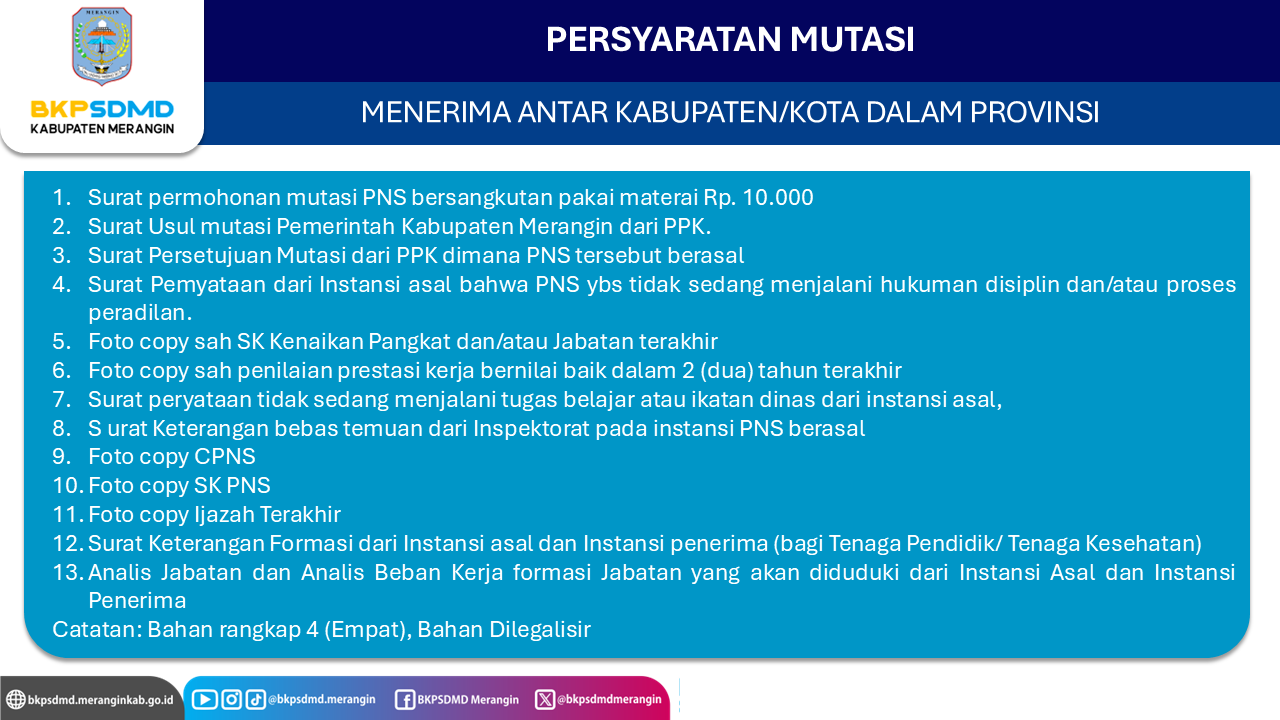 MERANGIN
BKPSDMD
KABUPATEN MERANGIN
PERSYARATAN MUTASI
MENERIMA ANTAR KABUPATEN/KOTA DALAM PROVINSI
1. Surat permohonan mutasi PNS bersangkutan pakai materai Rp. 10.000
2. Surat Usul mutasi Pemerintah Kabupaten Merangin dari PPK.
3. Surat Persetujuan Mutasi dari PPK dimana PNS tersebut berasal
4. Surat Pemyataan dari Instansi asal bahwa PNS ybs tidak sedang menjalani hukuman disiplin dan/atau proses
peradilan.
5. Foto copy sah SK Kenaikan Pangkat dan/atau Jabatan terakhir
6. Foto copy sah penilaian prestasi kerja bernilai baik dalam 2 (dua) tahun terakhir
7. Surat peryataan tidak sedang menjalani tugas belajar atau ikatan dinas dari instansi asal,
8. S urat Keterangan bebas temuan dari Inspektorat pada instansi PNS berasal
9. Foto copy CPNS
10. Foto copy SK PNS
11. Foto copy Ijazah Terakhir
12. Surat Keterangan Formasi dari Instansi asal dan Instansi penerima (bagi Tenaga Pendidik/ Tenaga Kesehatan)
13. Analis Jabatan dan Analis Beban Kerja formasi Jabatan yang akan diduduki dari Instansi Asal dan Instansi
Penerima
Catatan: Bahan rangkap 4 (Empat), Bahan Dilegalisir
bkpsdmd.meranginkab.go.id @bkpsdmd.merangin BKPSDMD Merangin @bkpsdmdmerangin